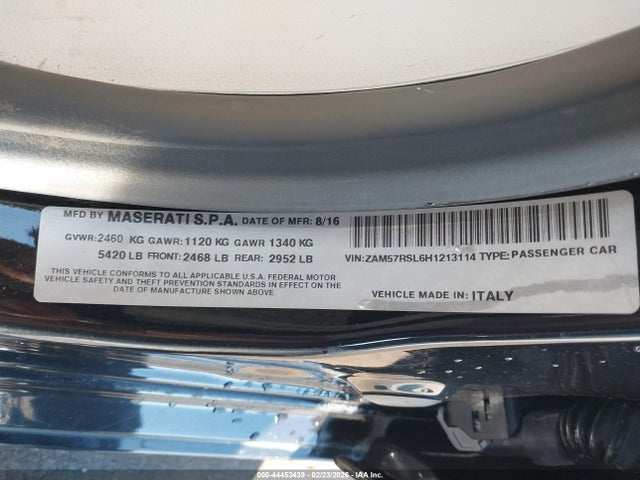 MFD BY MASERATI S.P.A. DATE OF MFR: 8/16
GVWR: 2460 KG GAWR: 1120 KG GAWR 1340 KG
5420 LB FRONT: 2468 LB REAR: 2952 LB
THIS VEHICLE CONFORMS TO ALL APPLICABLE U.S.A. FEDERAL MOTOR
VEHICLE SAFETY AND THEFT PREVENTION STANDARDS IN EFFECT ON THE
DATE OF MANUFACTURE SHOWN ABOVE
VIN: ZAM57RSL6H1213114 TYPE: PASSENGER CAR
VEHICLE MADE IN: ITALY
000-44453439 - 02/23/2026 - IAAI.COM